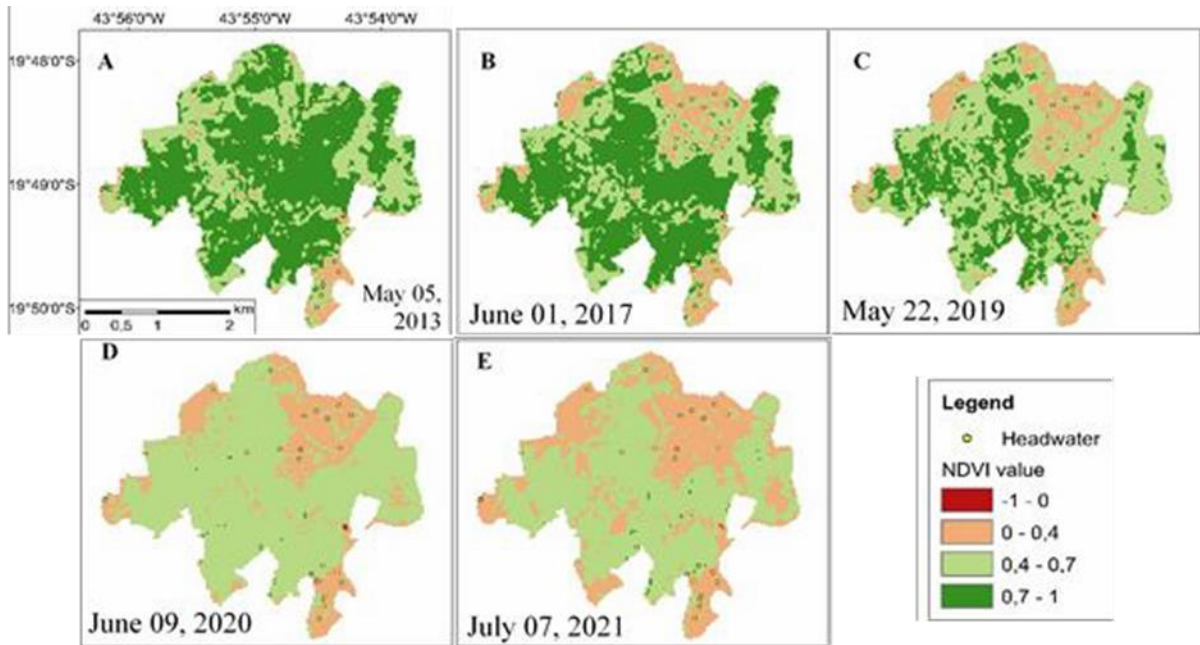 43°56'0"W 43°55'0"W 43°54'0"W
19°48'0"S
19°49'0"S
19°50'0"S
A
May 05,
2013
km
0 0,5 1 2
B
June 01, 2017
C
May 22, 2019
D
June 09, 2020
E
July 07, 2021
Legend
Headwater
NDVI value
-1 - 0
0 - 0,4
0,4 - 0,7
0,7 - 1